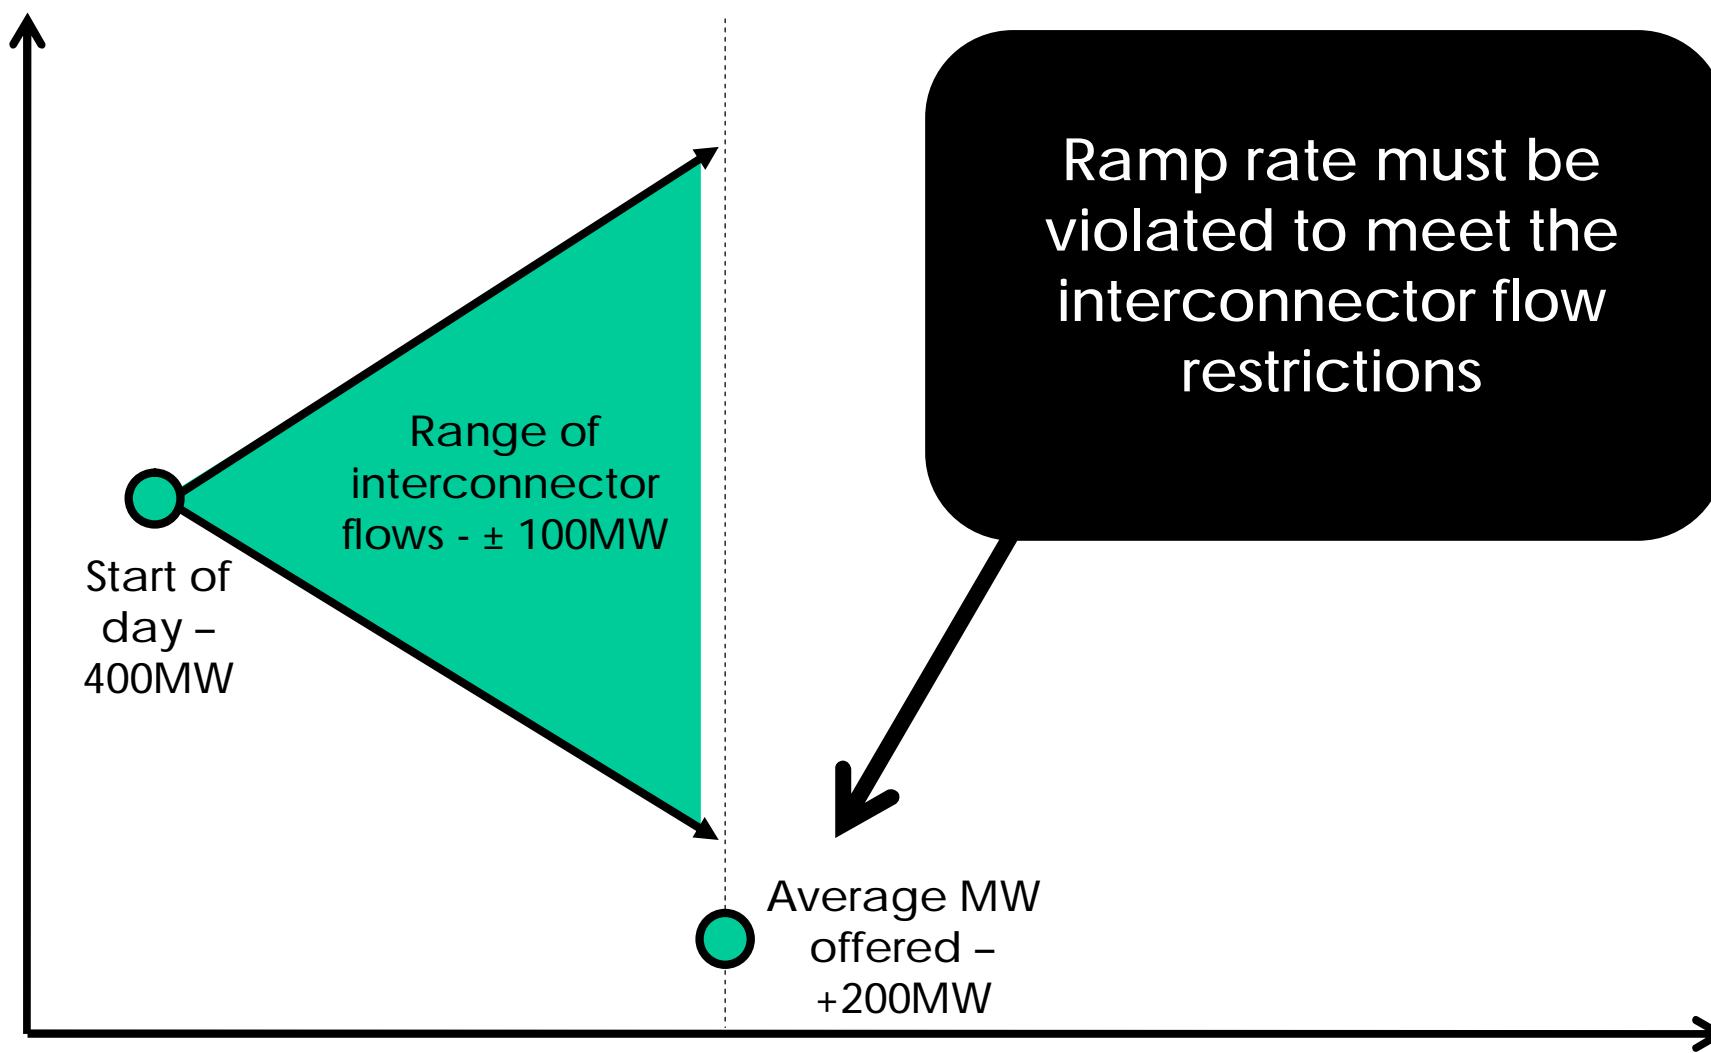 Ramp rate must be
violated to meet the
interconnector flow
restrictions
Range of
interconnector
flows - ± 100MW
Start of
day –
400MW
Average MW
offered –
+200MW